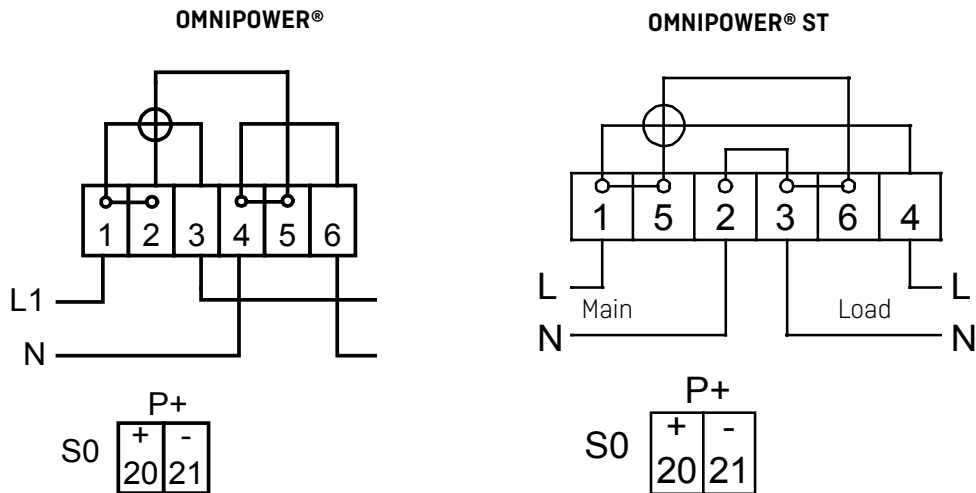 OMNIPOWER®
1 2 3 4 5 6
L1
N
P+
S0
+ -
20 21
OMNIPOWER® ST
1 5 2 3 6 4
L Main Load L
N N
P+
S0
+ -
20 21